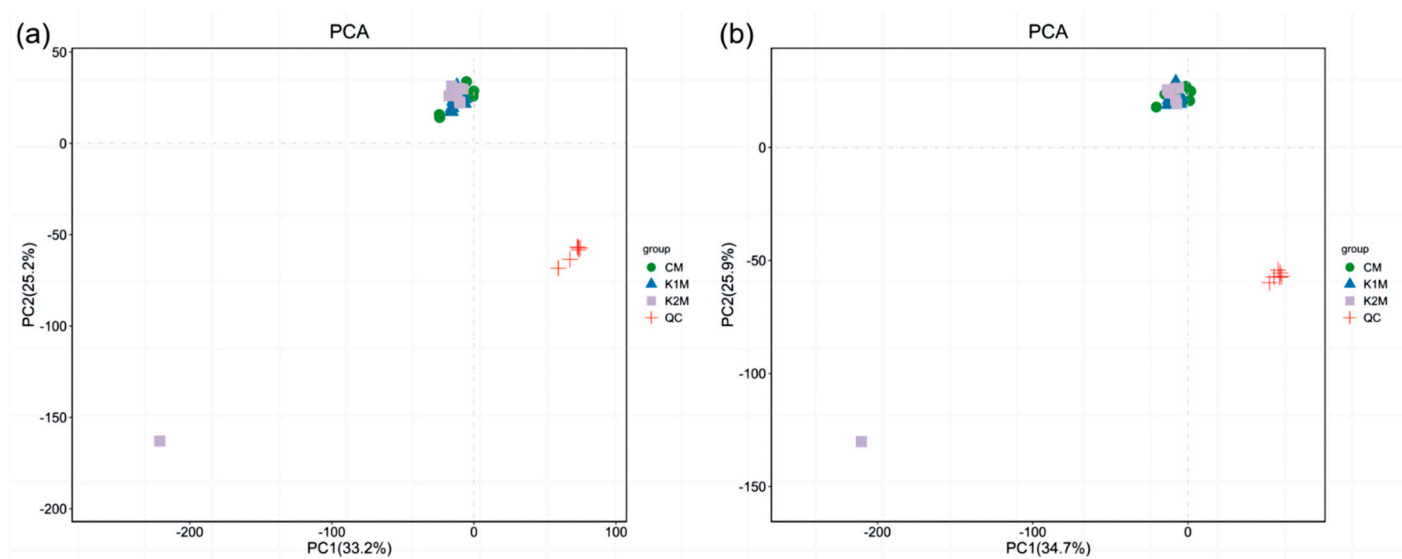 (a)
PCA
50
0
-50
-100
-150
-200
PC2(25.2%)
-200
-100
0
100
PC1(33.2%)
group
CM
K1M
K2M
QC
(b)
PCA
0
-50
-100
-150
PC2(25.9%)
-200
-100
0
PC1(34.7%)
group
CM
K1M
K2M
QC